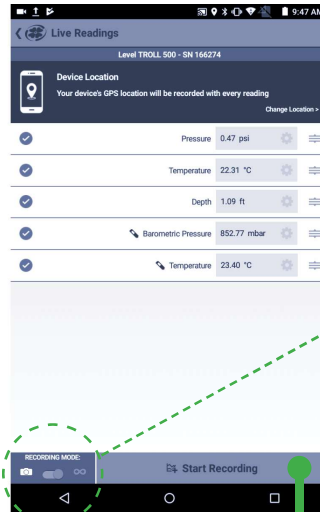 9:47 AM
Live Readings
Level TROLL 500 - SN 166274
Device Location
Your device's GPS location will be recorded with every reading
Change Location >
Pressure 0.47 psi
Temperature 22.31 °C
Depth 1.09 ft
Barometric Pressure 852.77 mbar
Temperature 23.40 °C
RECORDING MODE:
Start Recording